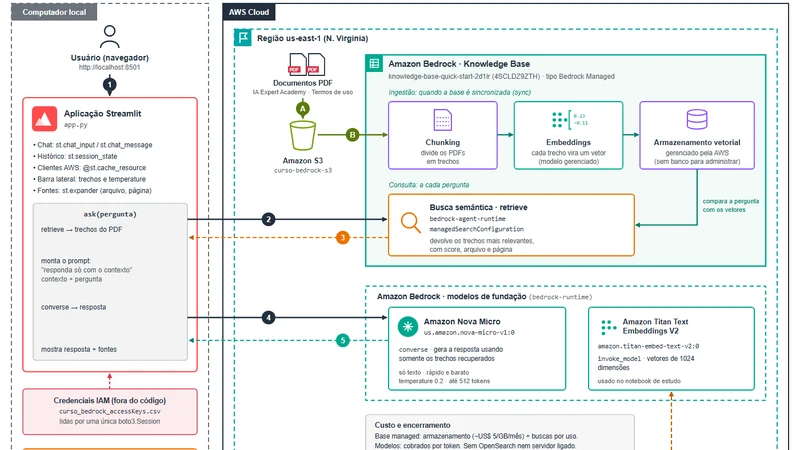 Computador local
Usuário (navegador)
http://localhost:8501
1
Aplicação Streamlit
app.py
• Chat: st.chat_input / st.chat_message
• Histórico: st.session_state
• Clientes AWS: @st.cache_resource
• Barra lateral: trechos e temperature
• Fontes: st.expander (arquivo, página)
ask(pergunta)
retrieve → trechos do PDF
monta o prompt:
"responda só com o contexto"
contexto + pergunta
converse → resposta
mostra resposta + fontes
Credenciais IAM (fora do código)
curso_bedrock_accessKeys.csv
lidas por uma única boto3.Session
2
3
4
5
AWS Cloud
Região us-east-1 (N. Virginia)
PDF
PDF
Documentos PDF
IA Expert Academy · Termos de uso
A
Amazon S3
curso-bedrock-s3
B
Amazon Bedrock · Knowledge Base
knowledge-base-quick-start-2d1lr (4SCLDZ9ZTH) · tipo Bedrock Managed
Ingestão: quando a base é sincronizada (sync)
Chunking
divide os PDFs
em trechos
0.23
-0.11
Embeddings
cada trecho vira um vetor
(modelo gerenciado)
Armazenamento vetorial
gerenciado pela AWS
(sem banco para administrar)
Consulta: a cada pergunta
Busca semântica · retrieve
bedrock-agent-runtime
managedSearchConfiguration
devolve os trechos mais relevantes,
com score, arquivo e página
compara a pergunta
com os vetores
Amazon Bedrock · modelos de fundação (bedrock-runtime)
Amazon Nova Micro
us.amazon.nova-micro-v1:0
converse · gera a resposta usando
somente os trechos recuperados
só texto · rápido e barato
temperature 0.2 · até 512 tokens
Amazon Titan Text
Embeddings V2
amazon.titan-embed-text-v2:0
invoke_model · vetores de 1024
dimensões
usado no notebook de estudo
Custo e encerramento
Base managed: armazenamento (~US$ 5/GB/mês) + buscas por uso.
Modelos: cobrados por token. Sem OpenSearch nem servidor ligado.